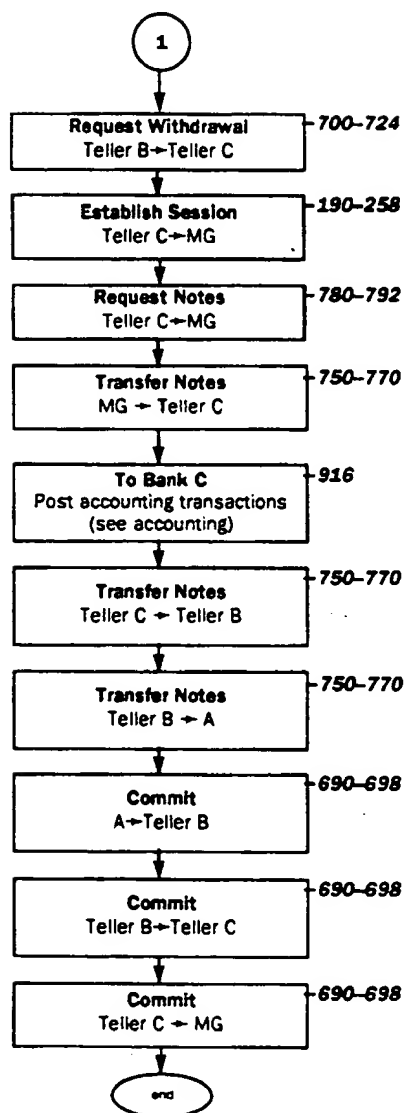 1
Request Withdrawal
Teller B→Teller C
700-724
Establish Session
Teller C→MG
190-258
Request Notes
Teller C→MG
780-792
Transfer Notes
MG → Teller C
750-770
To Bank C
Post accounting transactions
(see accounting)
916
Transfer Notes
Teller C → Teller B
750-770
Transfer Notes
Teller B → A
750-770
Commit
A→Teller B
690-698
Commit
Teller B→Teller C
690-698
Commit
Teller C → MG
690-698
end